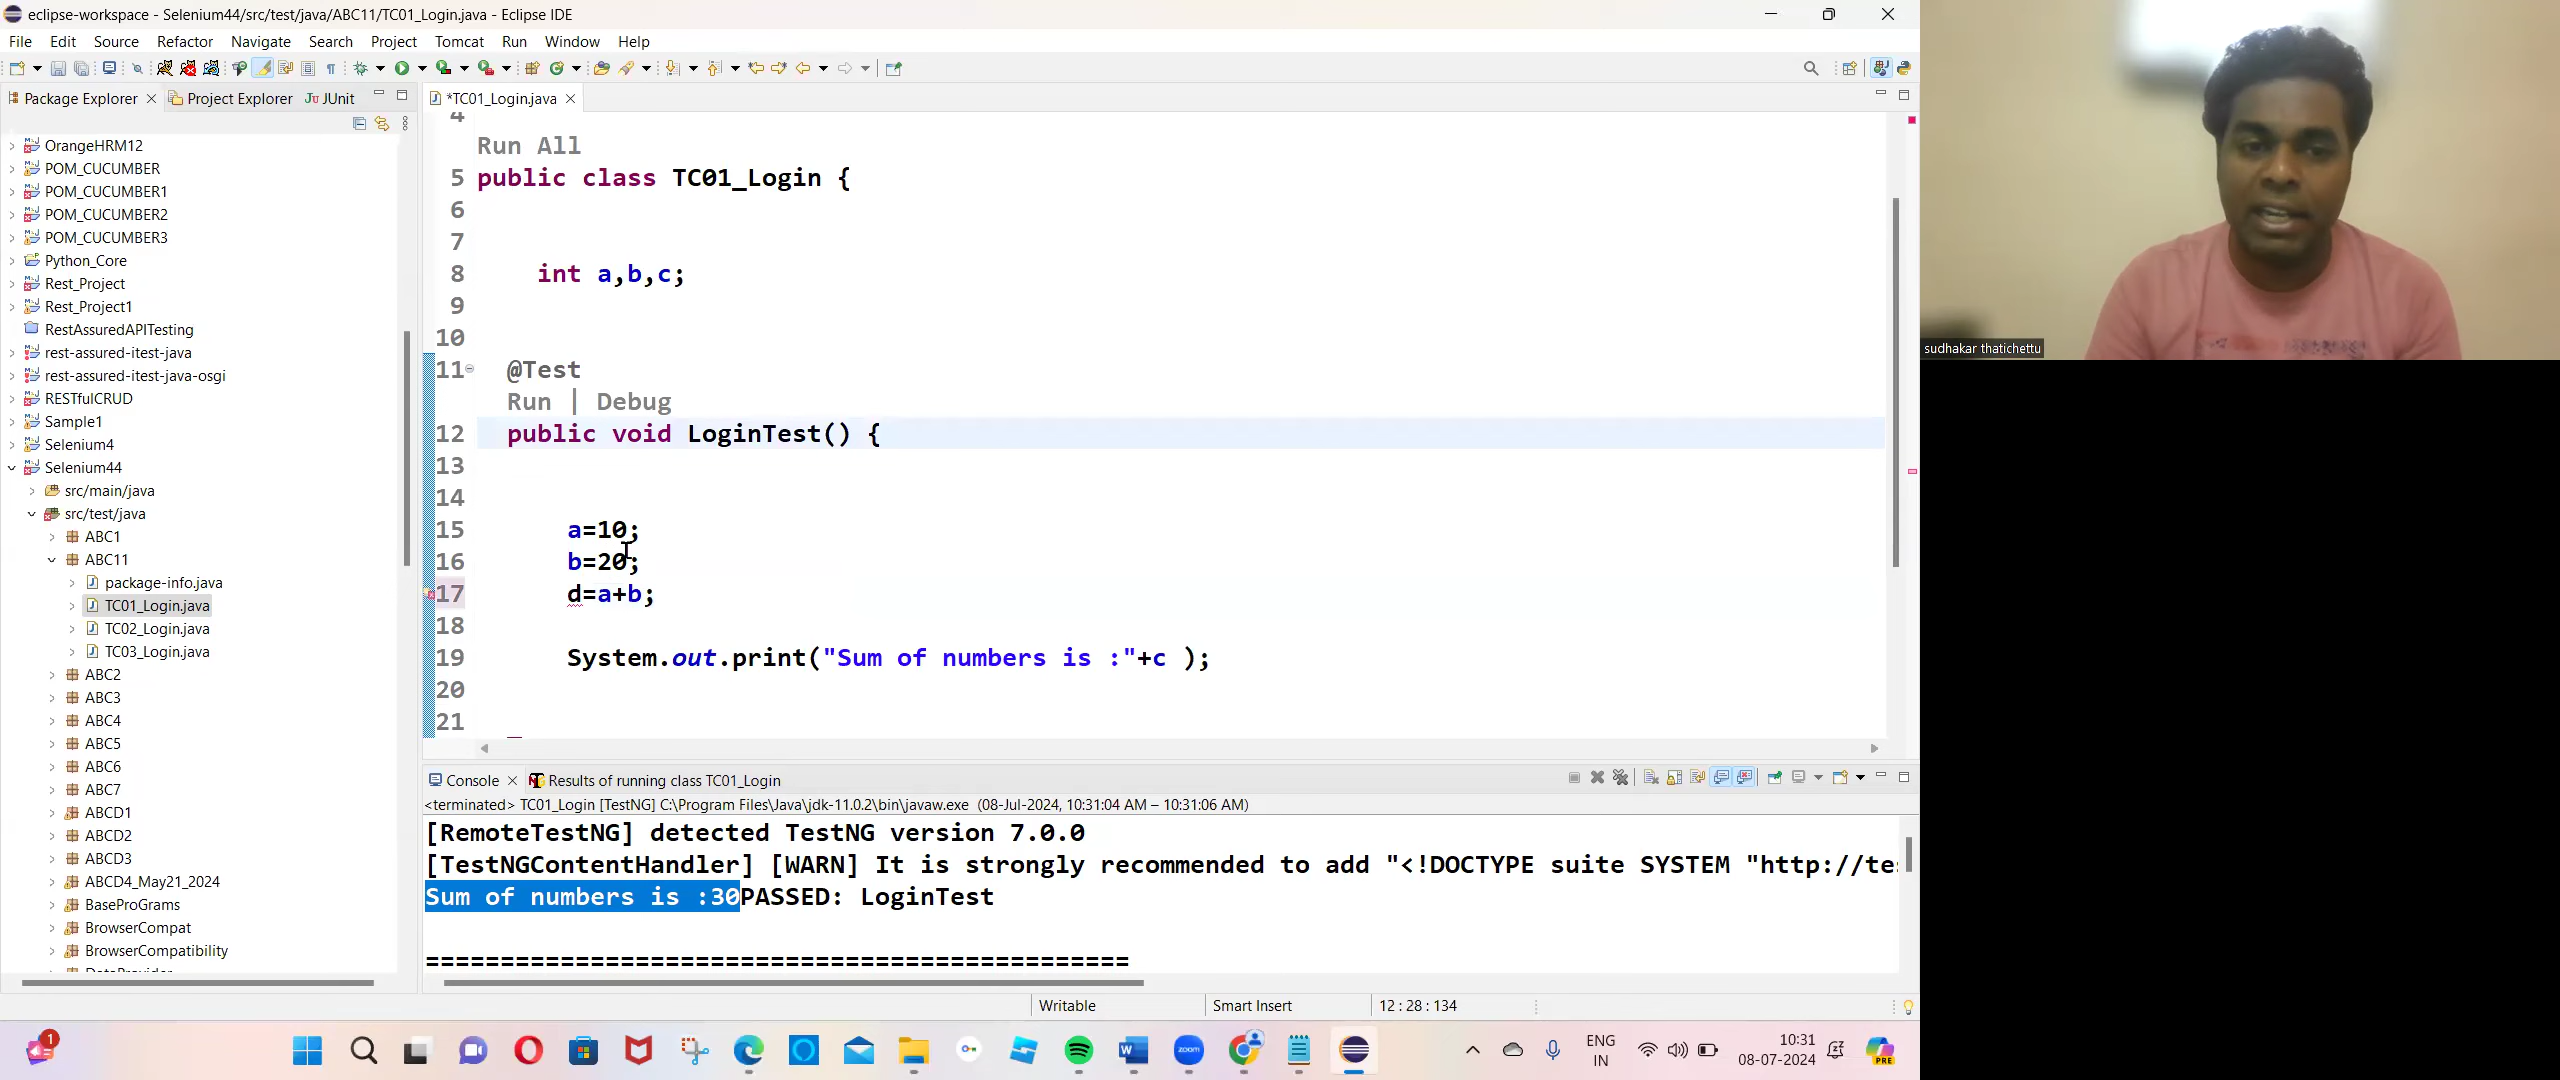 eclipse-workspace - Selenium44/src/test/java/ABC11/TC01_Login.java - Eclipse IDE
File Edit Source Refactor Navigate Search Project Tomcat Run Window Help
Package Explorer Project Explorer JUnit
*TC01_Login.java
OrangeHRM12
POM_CUCUMBER
POM_CUCUMBER1
POM_CUCUMBER2
POM_CUCUMBER3
Python_Core
Rest_Project
Rest_Project1
RestAssuredAPITesting
rest-assured-itest-java
rest-assured-itest-java-osgi
RESTfulCRUD
Sample1
Selenium4
Selenium44
src/main/java
src/test/java
ABC1
ABC11
package-info.java
TC01_Login.java
TC02_Login.java
TC03_Login.java
ABC2
ABC3
ABC4
ABC5
ABC6
ABC7
ABCD1
ABCD2
ABCD3
ABCD4_May21_2024
BaseProGrams
BrowserCompat
BrowserCompatibility
4
Run All
5 public class TC01_Login {
6
7
8 int a,b,c;
9
10
11 @Test
Run | Debug
12 public void LoginTest() {
13
14
15 a=10;
16 b=20;
17 d=a+b;
18
19 System.out.print("Sum of numbers is :"+c );
20
21
Console Results of running class TC01_Login
<terminated> TC01_Login [TestNG] C:\Program Files\Java\jdk-11.0.2\bin\javaw.exe (08-Jul-2024, 10:31:04 AM – 10:31:06 AM)
[RemoteTestNG] detected TestNG version 7.0.0
[TestNGContentHandler] [WARN] It is strongly recommended to add "<!DOCTYPE suite SYSTEM "http://te
Sum of numbers is :30PASSED: LoginTest
===============================================
Writable Smart Insert 12 : 28 : 134
1
zoom
ENG
IN
10:31
08-07-2024
PRE
sudhakar thatichettu